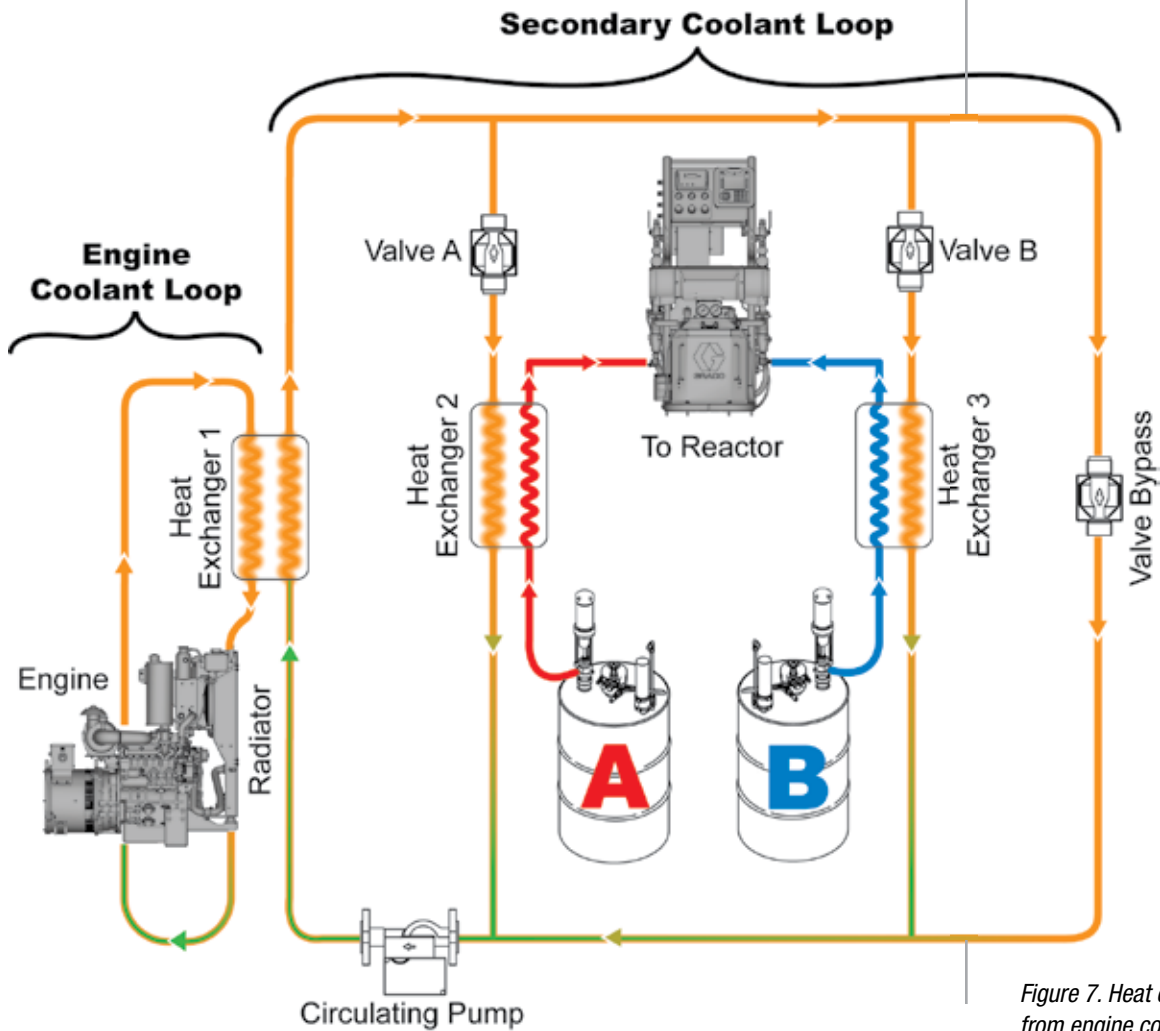 Secondary Coolant Loop
Engine
Coolant Loop
Valve A
Valve B
Heat
Exchanger 1
Heat
Exchanger 2
GRACO
To Reactor
Heat
Exchanger 3
Valve Bypass
Engine
Radiator
A
B
Circulating Pump
Figure 7. Heat
from engine